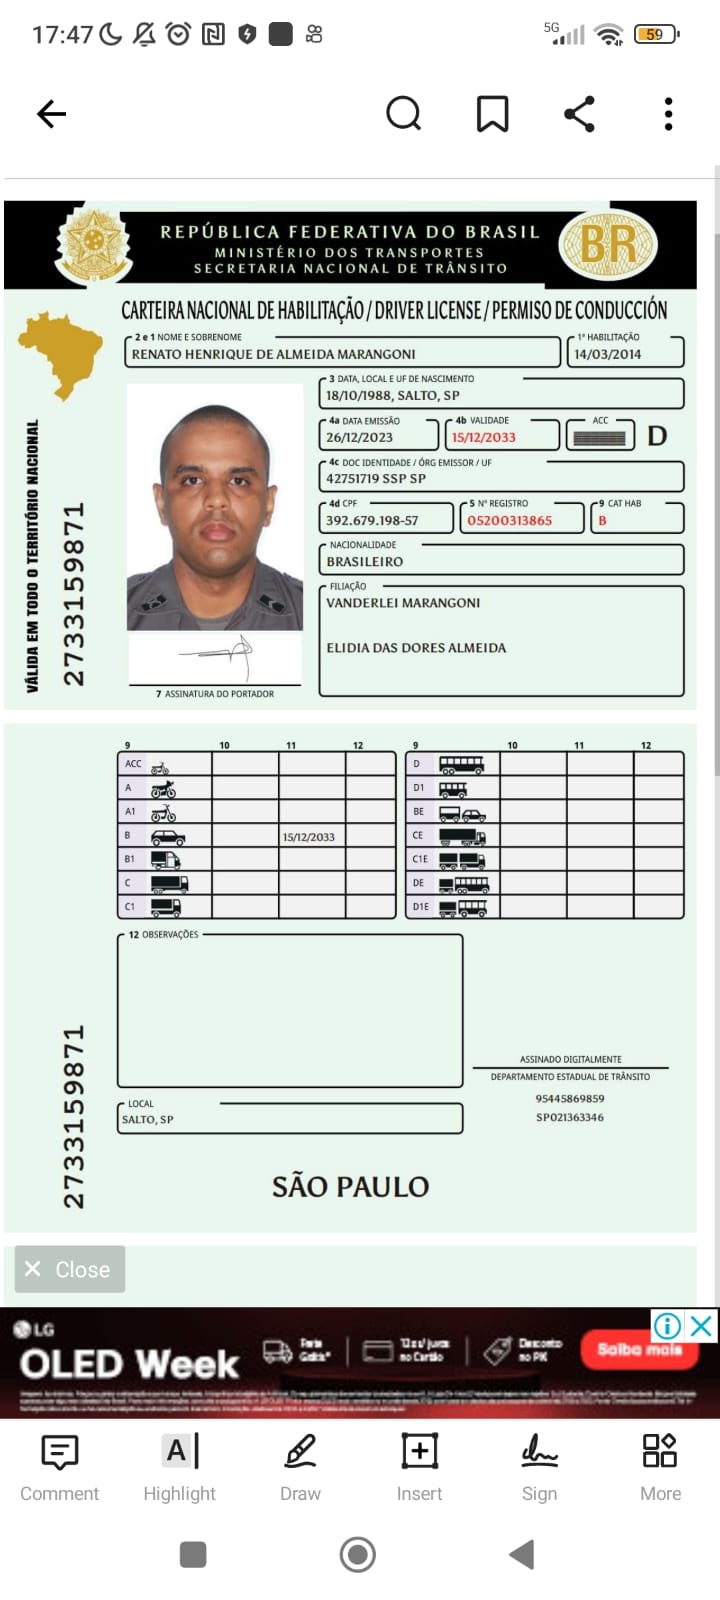 17:47
5G
59
REPÚBLICA FEDERATIVA DO BRASIL
MINISTÉRIO DOS TRANSPORTES
SECRETARIA NACIONAL DE TRÂNSITO
BR
CARTEIRA NACIONAL DE HABILITAÇÃO / DRIVER LICENSE / PERMISO DE CONDUCCIÓN
2 e 1 NOME E SOBRENOME
RENATO HENRIQUE DE ALMEIDA MARANGONI
1ª HABILITAÇÃO
14/03/2014
3 DATA, LOCAL E UF DE NASCIMENTO
18/10/1988, SALTO, SP
4a DATA EMISSÃO
26/12/2023
4b VALIDADE
15/12/2033
ACC
D
4c DOC IDENTIDADE / ÓRG EMISSOR / UF
42751719 SSP SP
4d CPF
392.679.198-57
5 Nº REGISTRO
05200313865
9 CAT HAB
B
NACIONALIDADE
BRASILEIRO
FILIAÇÃO
VANDERLEI MARANGONI
ELIDIA DAS DORES ALMEIDA
VÁLIDA EM TODO O TERRITÓRIO NACIONAL
2733159871
7 ASSINATURA DO PORTADOR
9 10 11 12
ACC
A
A1
B 15/12/2033
B1
C
C1
9 10 11 12
D
D1
BE
CE
C1E
DE
D1E
12 OBSERVAÇÕES
2733159871
ASSINADO DIGITALMENTE
DEPARTAMENTO ESTADUAL DE TRÂNSITO
95445869859
SP021363346
LOCAL
SALTO, SP
SÃO PAULO
Close
LG
OLED Week
Frete
Grátis*
12x s/ juros
no Cartão
Desconto
no PIX
Saiba mais
Comment
Highlight
Draw
Insert
Sign
More